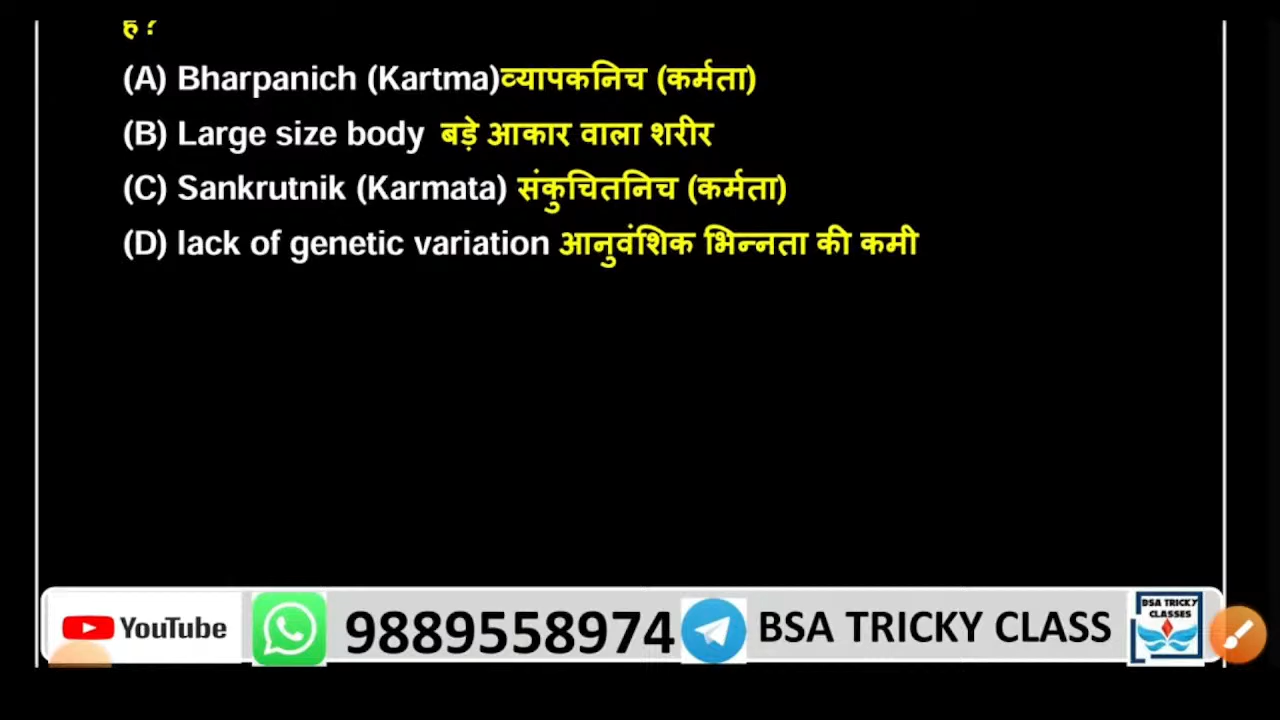 है?
(A) Bharpanich (Kartma)व्यापकनिच (कर्मता)
(B) Large size body बड़े आकार वाला शरीर
(C) Sankrutnik (Karmata) संकुचितनिच (कर्मता)
(D) lack of genetic variation आनुवंशिक भिन्नता की कमी
YouTube 9889558974 BSA TRICKY CLASS
BSA TRICKY
CLASSES